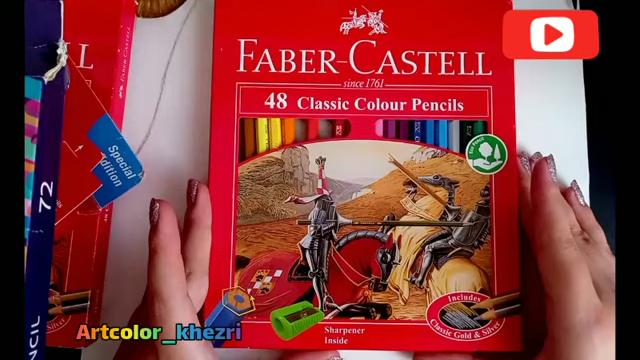 FABER-CASTELL
since 1761
48 Classic Colour Pencils
Special
Edition
72
Includes
Classic Gold & Silver
Sharpener
Inside
Artcolor_khezri